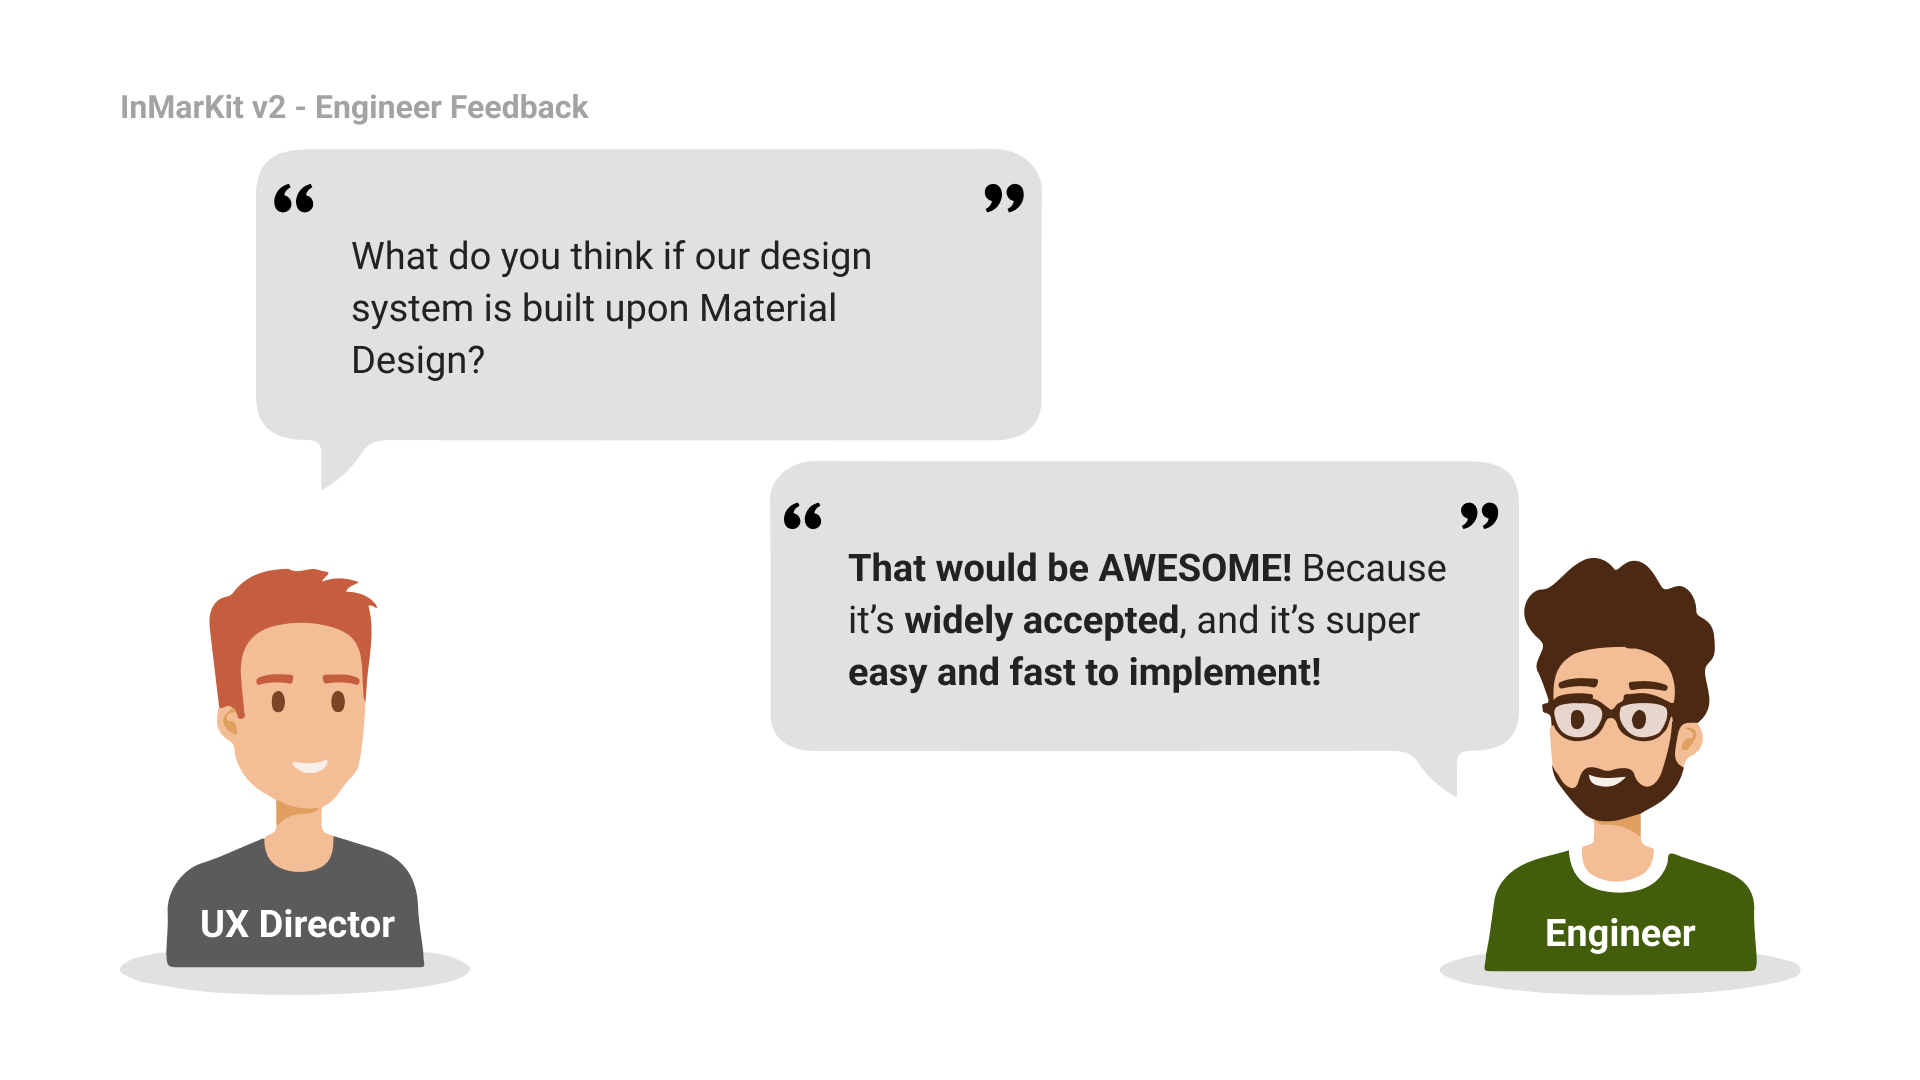 InMarKit v2 - Engineer Feedback
“ ”
What do you think if our design
system is built upon Material
Design?
“ ”
That would be AWESOME! Because
it’s widely accepted, and it’s super
easy and fast to implement!
UX Director
Engineer